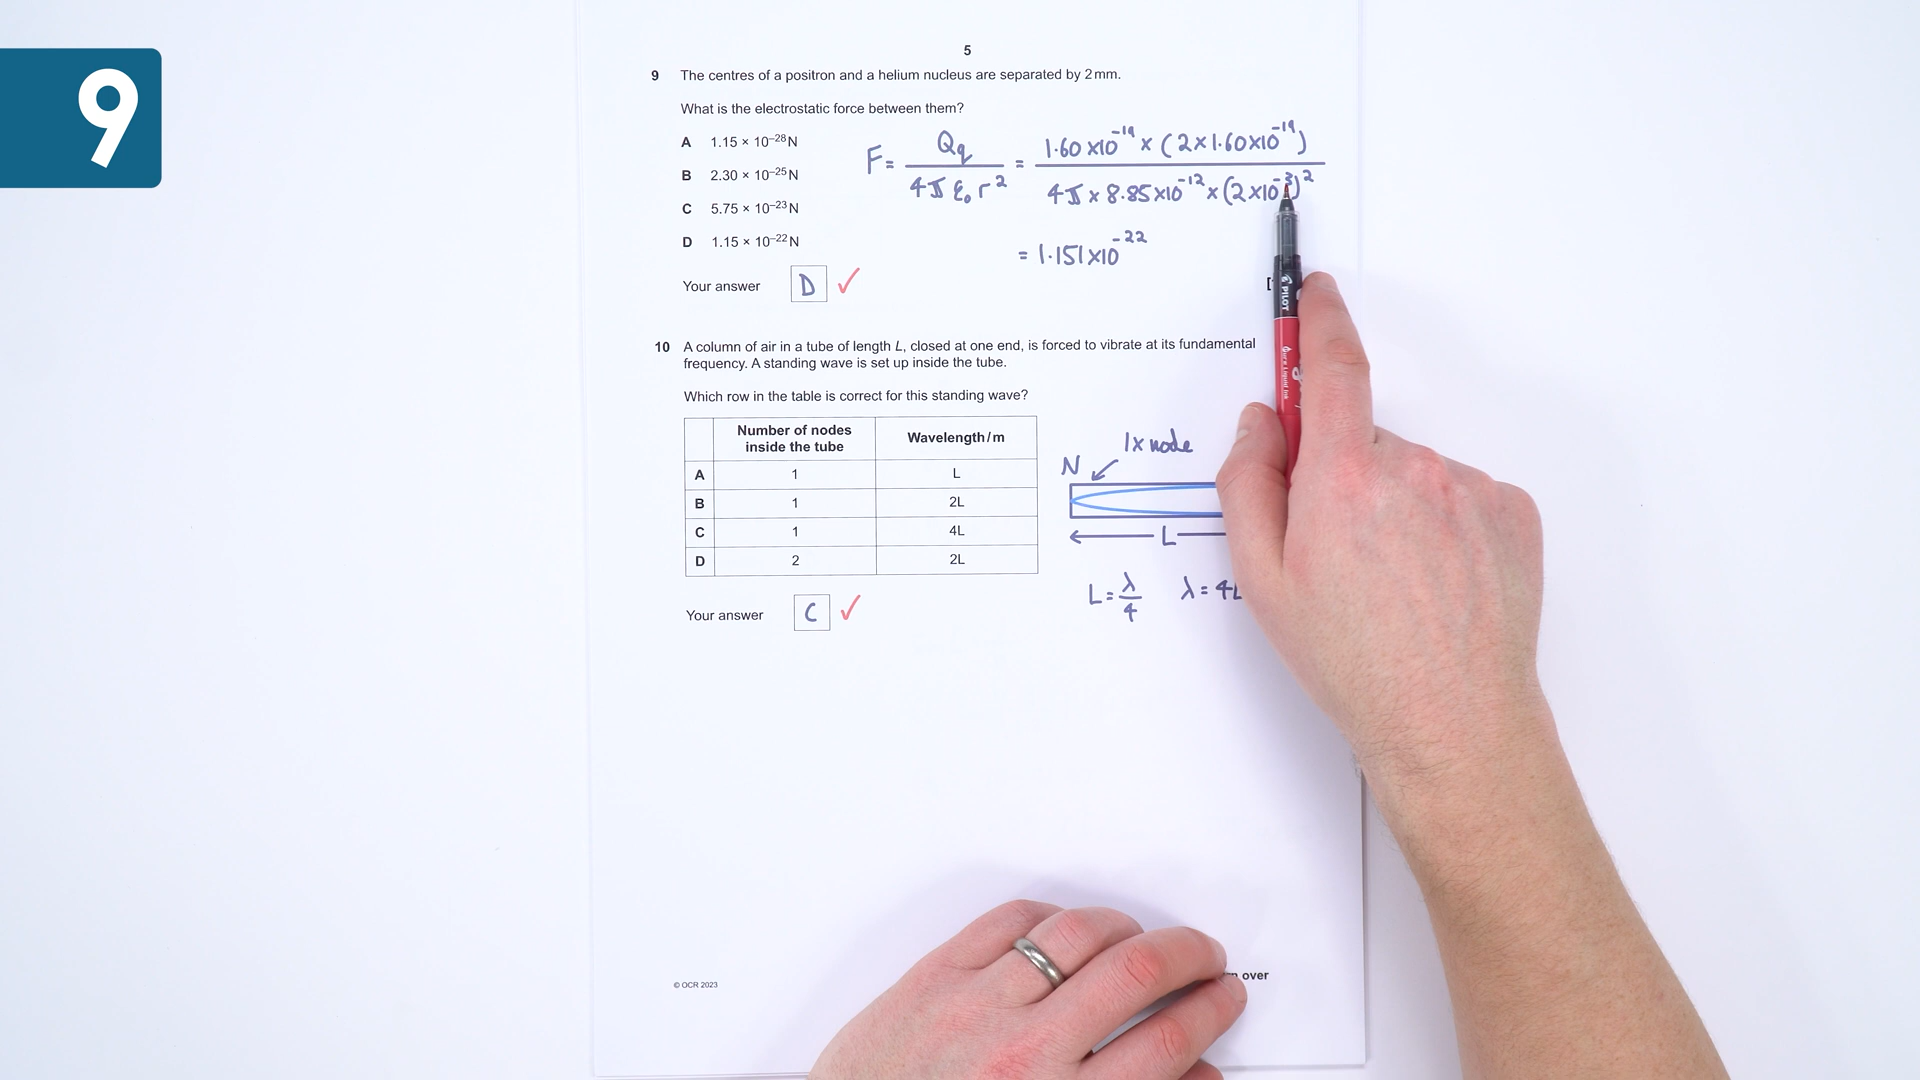 9
5
9 The centres of a positron and a helium nucleus are separated by 2 mm.
What is the electrostatic force between them?
A 1.15 × 10⁻²⁸ N
B 2.30 × 10⁻²⁵ N
C 5.75 × 10⁻²³ N
D 1.15 × 10⁻²² N
F = Qq / 4π ε₀ r² = 1.60 × 10⁻¹⁹ × (2 × 1.60 × 10⁻¹⁹) / 4π × 8.85 × 10⁻¹² × (2 × 10⁻³)²
= 1.151 × 10⁻²²
Your answer D ✓
[
PILOT
10 A column of air in a tube of length L, closed at one end, is forced to vibrate at its fundamental
frequency. A standing wave is set up inside the tube.
Which row in the table is correct for this standing wave?
Number of nodes inside the tube Wavelength / m
A 1 L
B 1 2L
C 1 4L
D 2 2L
1x node
N
L
L = λ/4 λ = 4L
Your answer C ✓
© OCR 2023
over